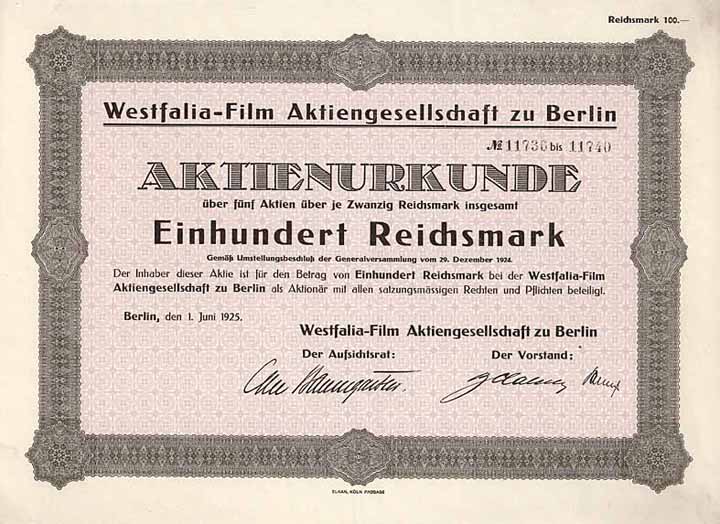 Reichsmark 100.—
Westfalia-Film Aktiengesellschaft zu Berlin
№ 11736 bis 11740
AKTIENURKUNDE
über fünf Aktien über je Zwanzig Reichsmark insgesamt
Einhundert Reichsmark
Gemäß Umstellungsbeschluß der Generalversammlung vom 29. Dezember 1924.
Der Inhaber dieser Aktie ist für den Betrag von Einhundert Reichsmark bei der Westfalia-Film
Aktiengesellschaft zu Berlin als Aktionär mit allen satzungsmässigen Rechten und Pflichten beteiligt.
Berlin, den 1. Juni 1925.
Westfalia-Film Aktiengesellschaft zu Berlin
Der Aufsichtsrat: Der Vorstand:
ELKAN, KÖLN PASSAGE